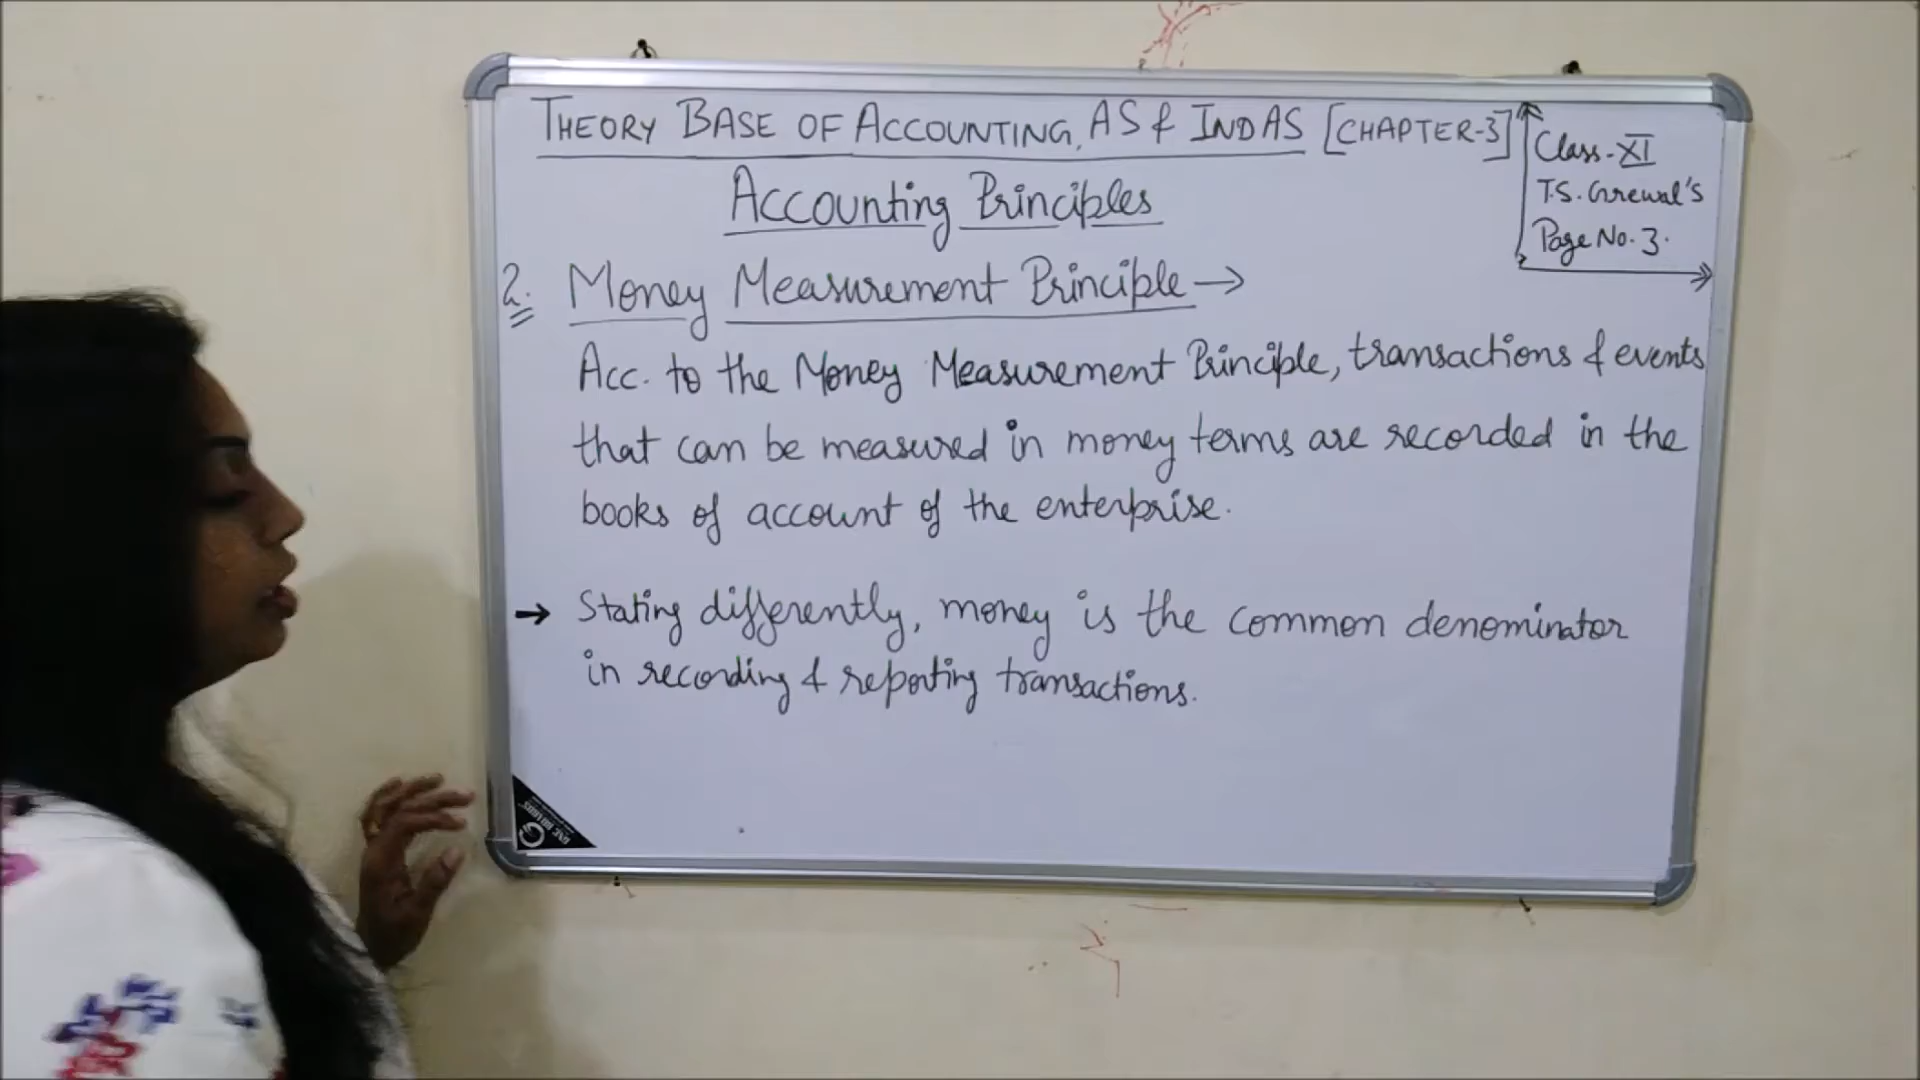 THEORY BASE OF ACCOUNTING, AS & IND AS [CHAPTER-3]
Class-XI
T.S. Grewal's
Page No. 3.
Accounting Principles
2. Money Measurement Principle →
Acc. to the Money Measurement Principle, transactions & events
that can be measured in money terms are recorded in the
books of account of the enterprise.
→ Stating differently, money is the common denominator
in recording & reporting transactions.